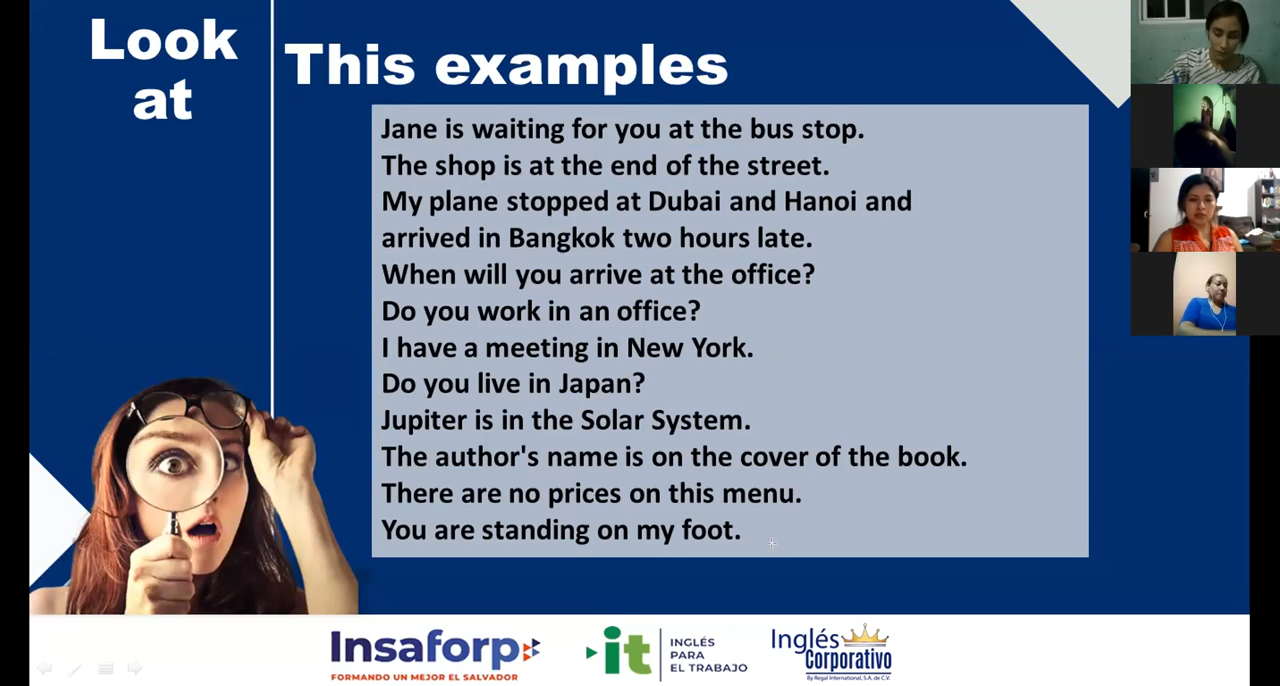 Look
at
This examples
Jane is waiting for you at the bus stop.
The shop is at the end of the street.
My plane stopped at Dubai and Hanoi and
arrived in Bangkok two hours late.
When will you arrive at the office?
Do you work in an office?
I have a meeting in New York.
Do you live in Japan?
Jupiter is in the Solar System.
The author's name is on the cover of the book.
There are no prices on this menu.
You are standing on my foot.
Insaforp
FORMANDO UN MEJOR EL SALVADOR
it
INGLÉS
PARA
EL TRABAJO
Inglés
Corporativo
By Regal International, S.A. de C.V.